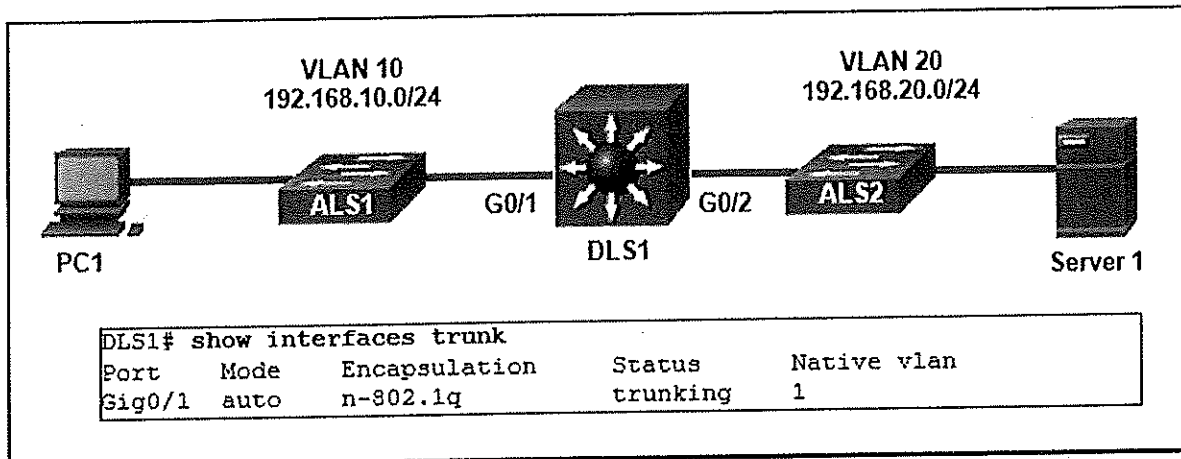 VLAN 10
192.168.10.0/24
VLAN 20
192.168.20.0/24
ALS1
G0/1
G0/2
ALS2
PC1
DLS1
Server 1
DLS1# show interfaces trunk
Port Mode Encapsulation Status Native vlan
Gig0/1 auto n-802.1q trunking 1